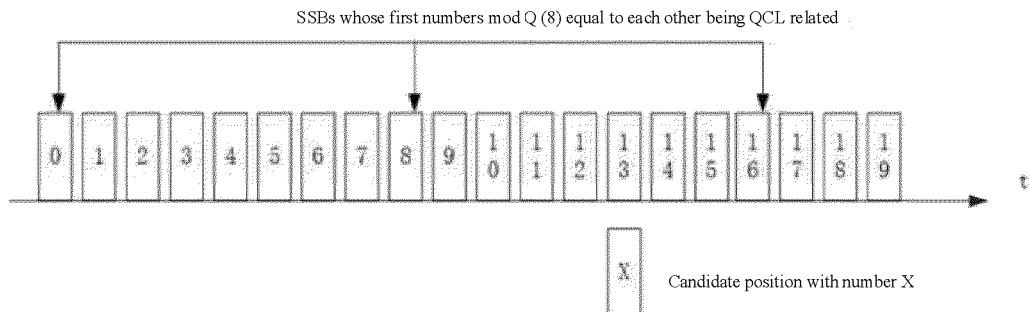 SSBs whose first numbers mod Q (8) equal to each other being QCL related
0 1 2 3 4 5 6 7 8 9 10 11 12 13 14 15 16 17 18 19
t
X Candidate position with number X